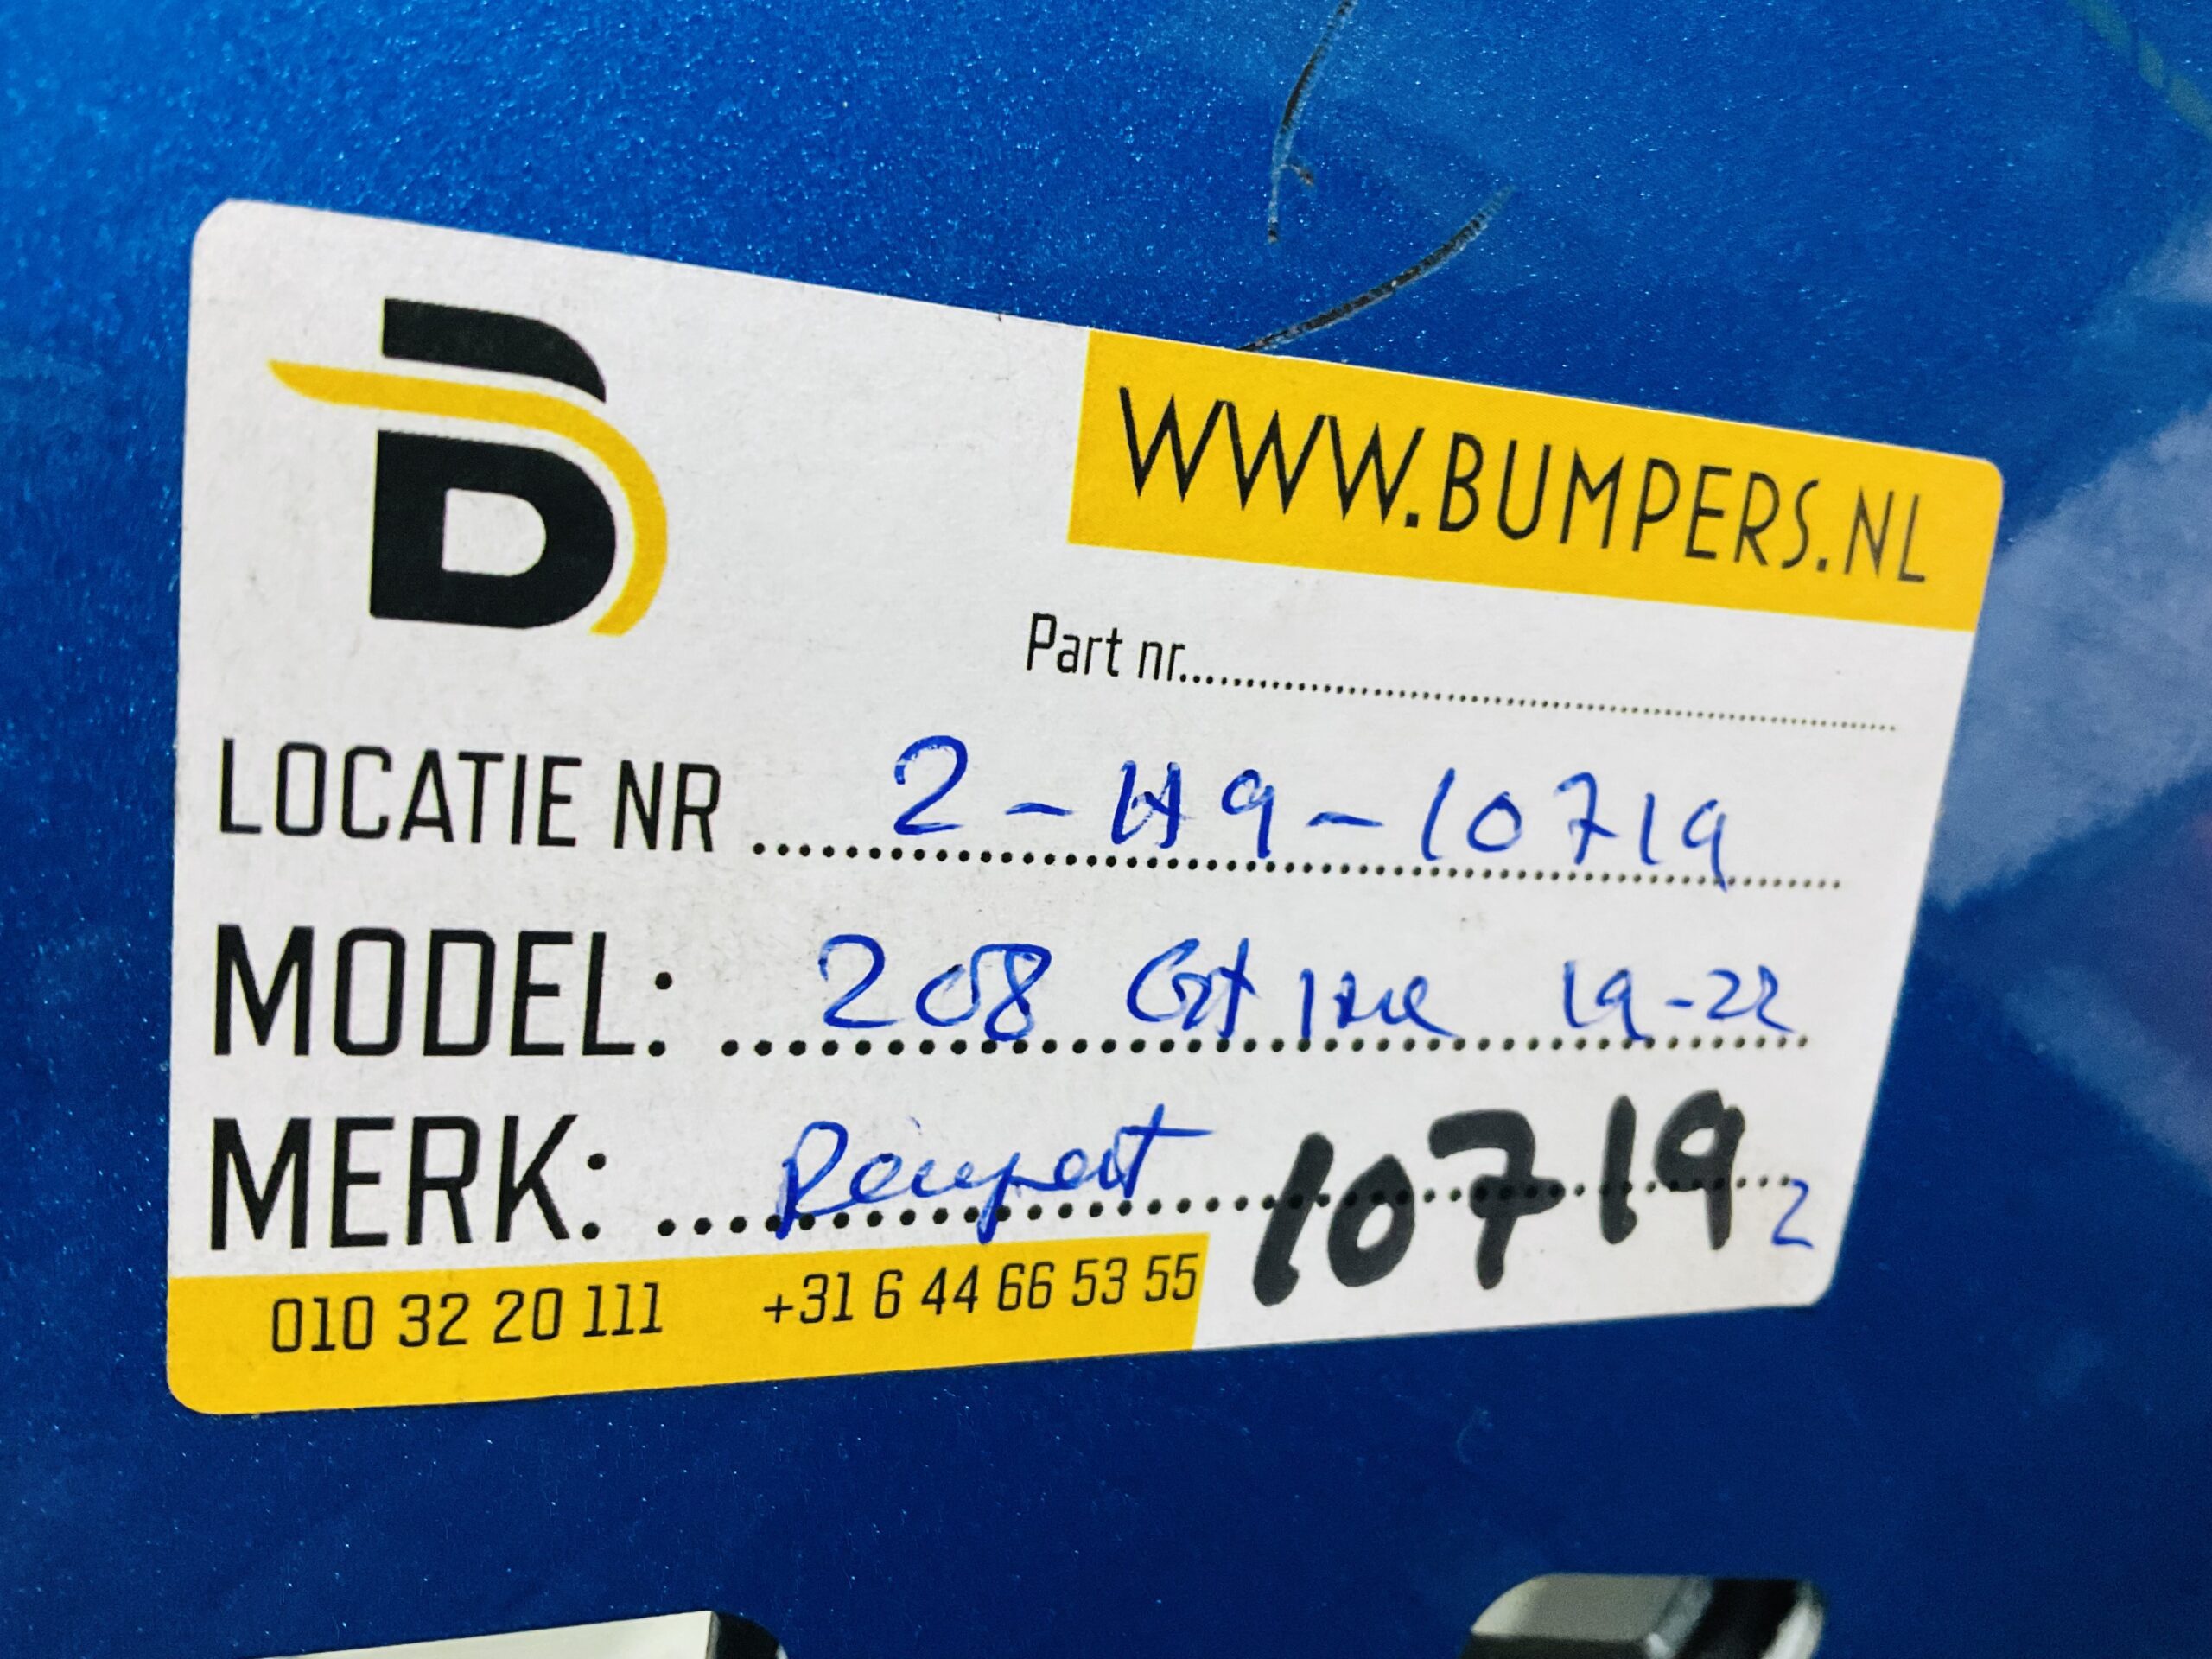 B
WWW.BUMPERS.NL
Part nr...........
LOCATIE NR ........ 2-H9-10719
MODEL: ........ 208 Gt line 19-22
MERK: ........ Peugeot 10719 2
010 32 20 111 +31 6 44 66 53 55